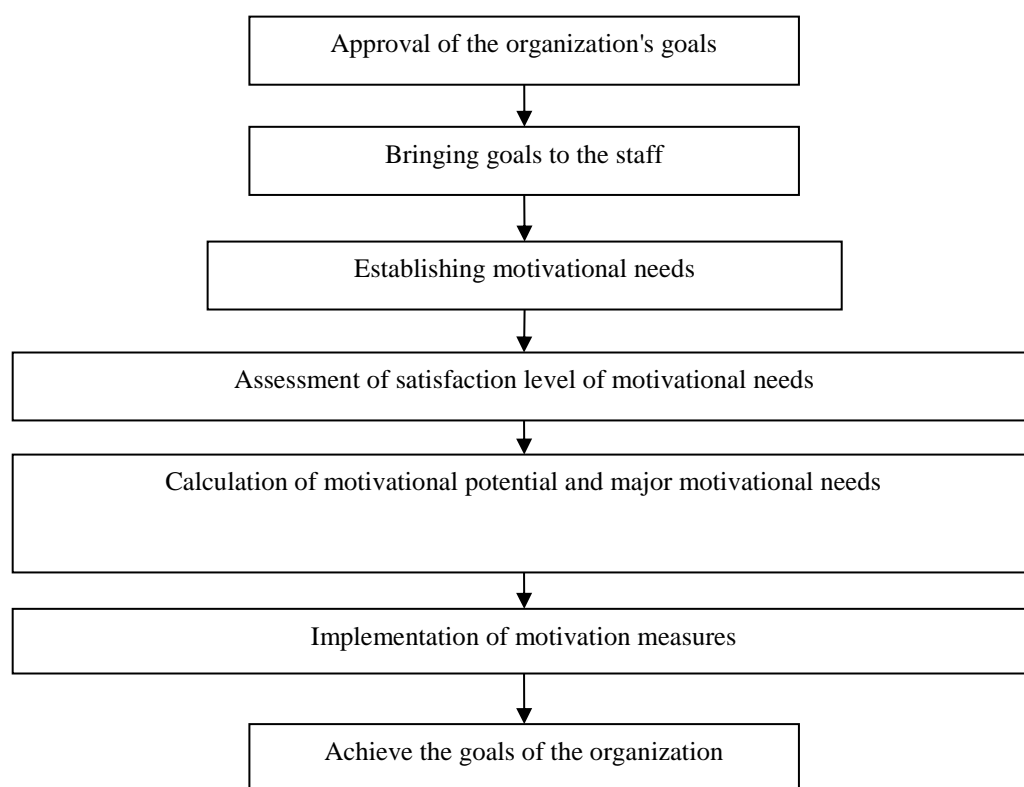 Approval of the organization's goals
Bringing goals to the staff
Establishing motivational needs
Assessment of satisfaction level of motivational needs
Calculation of motivational potential and major motivational needs
Implementation of motivation measures
Achieve the goals of the organization